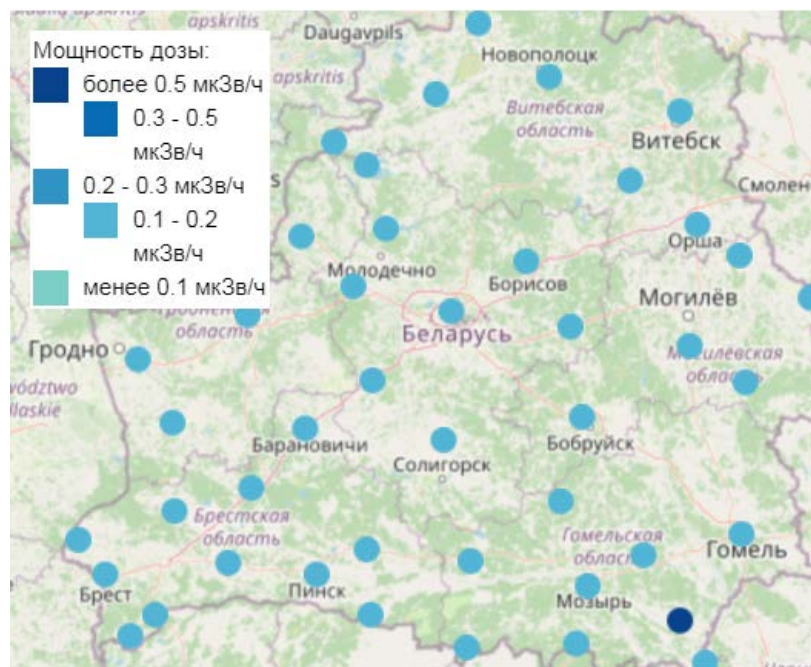 Daugavpils
Мощность дозы:
более 0.5 мкЗв/ч
0.3 - 0.5
мкЗв/ч
0.2 - 0.3 мкЗв/ч
0.1 - 0.2
мкЗв/ч
менее 0.1 мкЗв/ч
apskritis
apskritis
Новополоцк
Витебская
область
Витебск
Смолен
Орша
Молодечно
Борисов
Могилёв
область
Беларусь
Гродно
Могилёвская
область
Барановичи
Бобруйск
Солигорск
Брестская
область
Гомельская
область
Гомель
Брест
Пинск
Мозырь